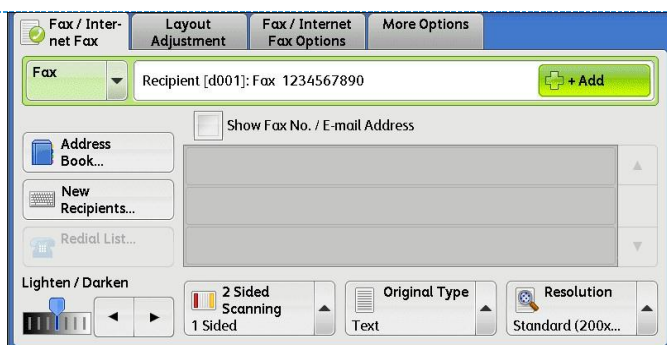 Fax / Inter-
net Fax
Layout
Adjustment
Fax / Internet
Fax Options
More Options
Fax
Recipient [d001]: Fax 1234567890
+ Add
Show Fax No. / E-mail Address
Address
Book...
New
Recipients...
Redial List...
Lighten / Darken
2 Sided
Scanning
1 Sided
Original Type
Text
Resolution
Standard (200x...